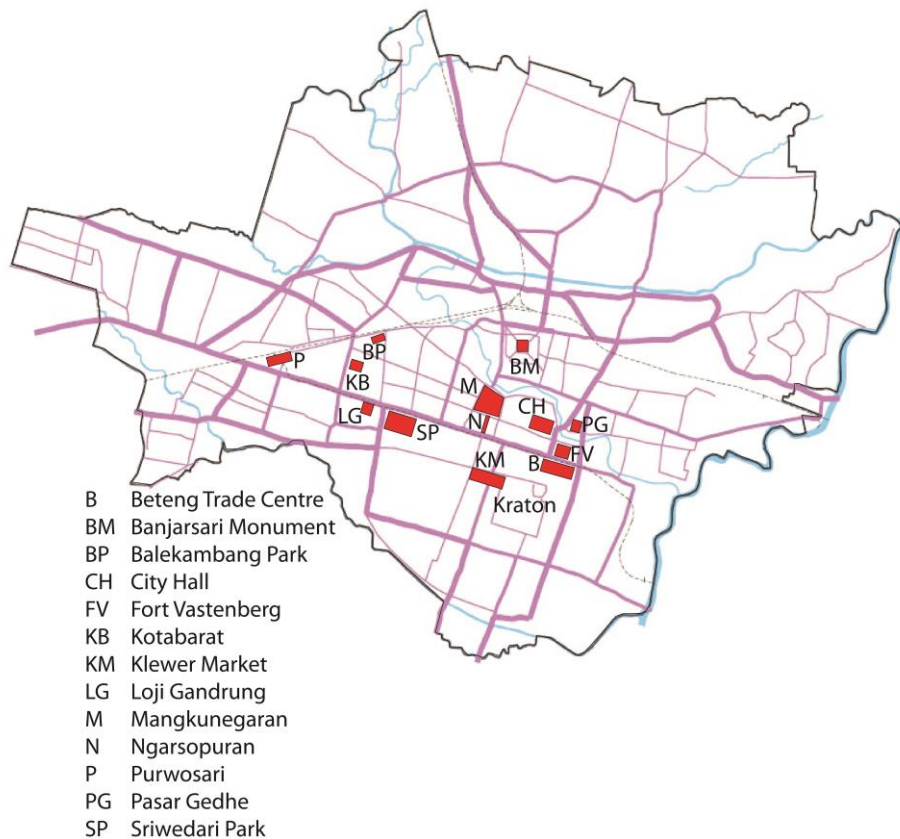 P
BP
KB
BM
M
LG
SP
N
CH
PG
FV
KM
B
Kraton
B Beteng Trade Centre
BM Banjarsari Monument
BP Balekambang Park
CH City Hall
FV Fort Vastenberg
KB Kotabarat
KM Klewer Market
LG Loji Gandrung
M Mangkunegaran
N Ngarsopuran
P Purwosari
PG Pasar Gedhe
SP Sriwedari Park